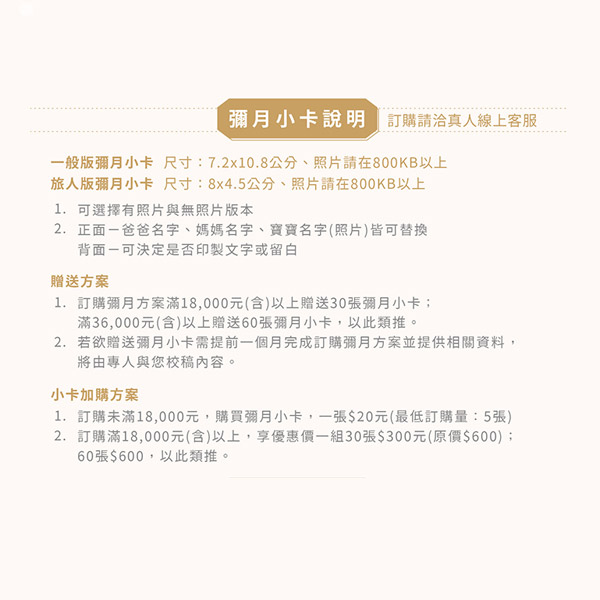 彌月小卡說明 訂購請洽真人線上客服
一般版彌月小卡 尺寸：7.2x10.8公分、照片請在800KB以上
旅人版彌月小卡 尺寸：8x4.5公分、照片請在800KB以上
1. 可選擇有照片與無照片版本
2. 正面－爸爸名字、媽媽名字、寶寶名字(照片)皆可替換
背面－可決定是否印製文字或留白
贈送方案
1. 訂購彌月方案滿18,000元(含)以上贈送30張彌月小卡；
滿36,000元(含)以上贈送60張彌月小卡，以此類推。
2. 若欲贈送彌月小卡需提前一個月完成訂購彌月方案並提供相關資料，
將由專人與您校稿內容。
小卡加購方案
1. 訂購未滿18,000元，購買彌月小卡，一張$20元(最低訂購量：5張)
2. 訂購滿18,000元(含)以上，享優惠價一組30張$300元(原價$600)；
60張$600，以此類推。